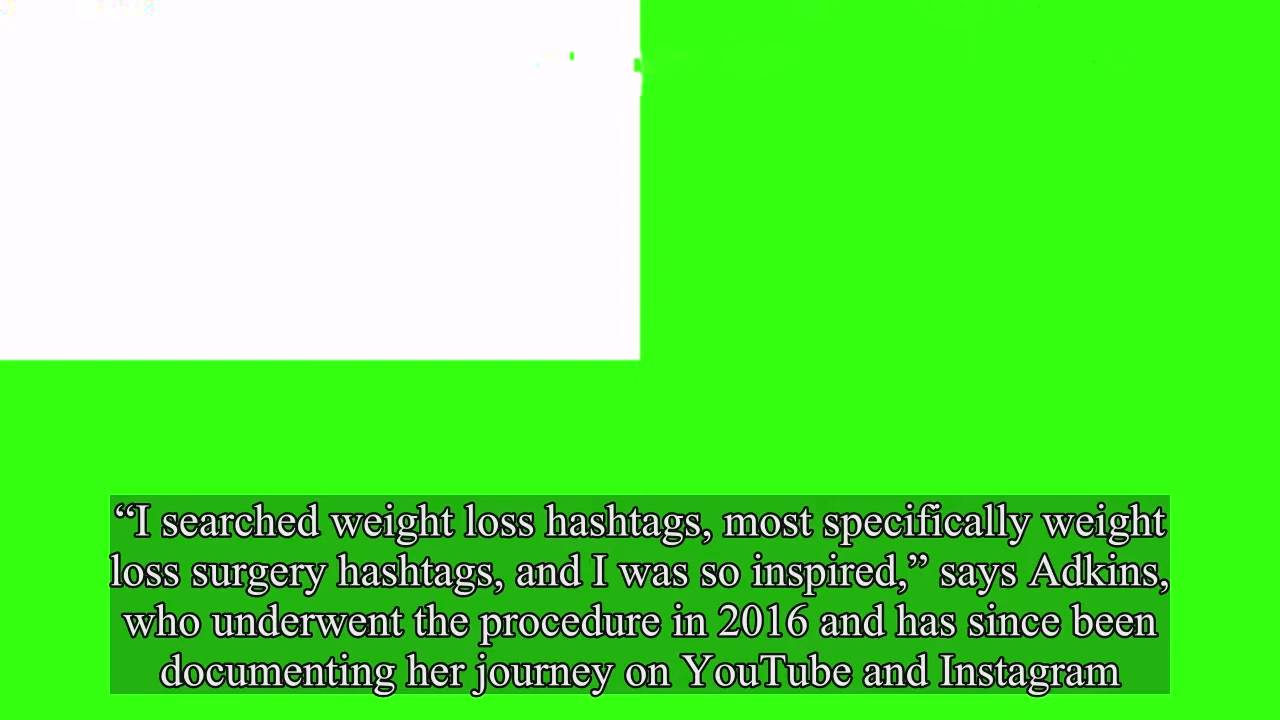 “I searched weight loss hashtags, most specifically weight
loss surgery hashtags, and I was so inspired,” says Adkins,
who underwent the procedure in 2016 and has since been
documenting her journey on YouTube and Instagram